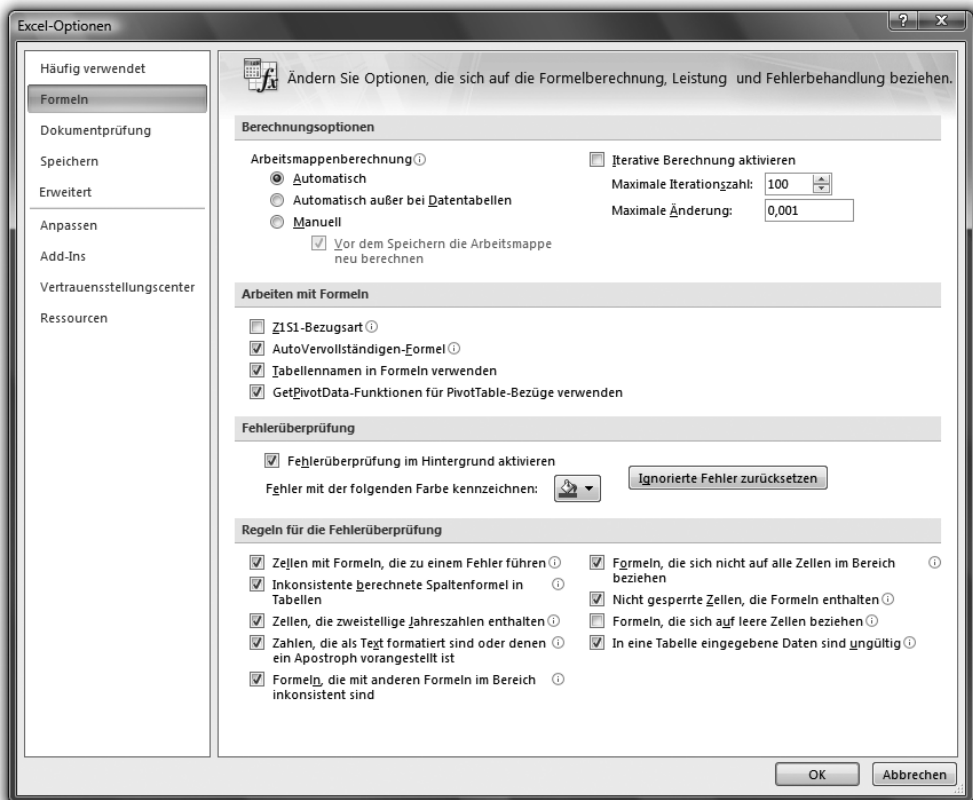 Excel-Optionen
Häufig verwendet
Formeln
Dokumentprüfung
Speichern
Erweitert
Anpassen
Add-Ins
Vertrauensstellungscenter
Ressourcen
fx Ändern Sie Optionen, die sich auf die Formelberechnung, Leistung und Fehlerbehandlung beziehen.
Berechnungsoptionen
Arbeitsmappenberechnung
Automatisch
Automatisch außer bei Datentabellen
Manuell
Vor dem Speichern die Arbeitsmappe
neu berechnen
Iterative Berechnung aktivieren
Maximale Iterationszahl: 100
Maximale Änderung: 0,001
Arbeiten mit Formeln
Z1S1-Bezugsart
AutoVervollständigen-Formel
Tabellennamen in Formeln verwenden
GetPivotData-Funktionen für PivotTable-Bezüge verwenden
Fehlerüberprüfung
Fehlerüberprüfung im Hintergrund aktivieren
Fehler mit der folgenden Farbe kennzeichnen:
Ignorierte Fehler zurücksetzen
Regeln für die Fehlerüberprüfung
Zellen mit Formeln, die zu einem Fehler führen
Inkonsistente berechnete Spaltenformel in
Tabellen
Zellen, die zweistellige Jahreszahlen enthalten
Zahlen, die als Text formatiert sind oder denen
ein Apostroph vorangestellt ist
Formeln, die mit anderen Formeln im Bereich
inkonsistent sind
Formeln, die sich nicht auf alle Zellen im Bereich
beziehen
Nicht gesperrte Zellen, die Formeln enthalten
Formeln, die sich auf leere Zellen beziehen
In eine Tabelle eingegebene Daten sind ungültig
OK
Abbrechen